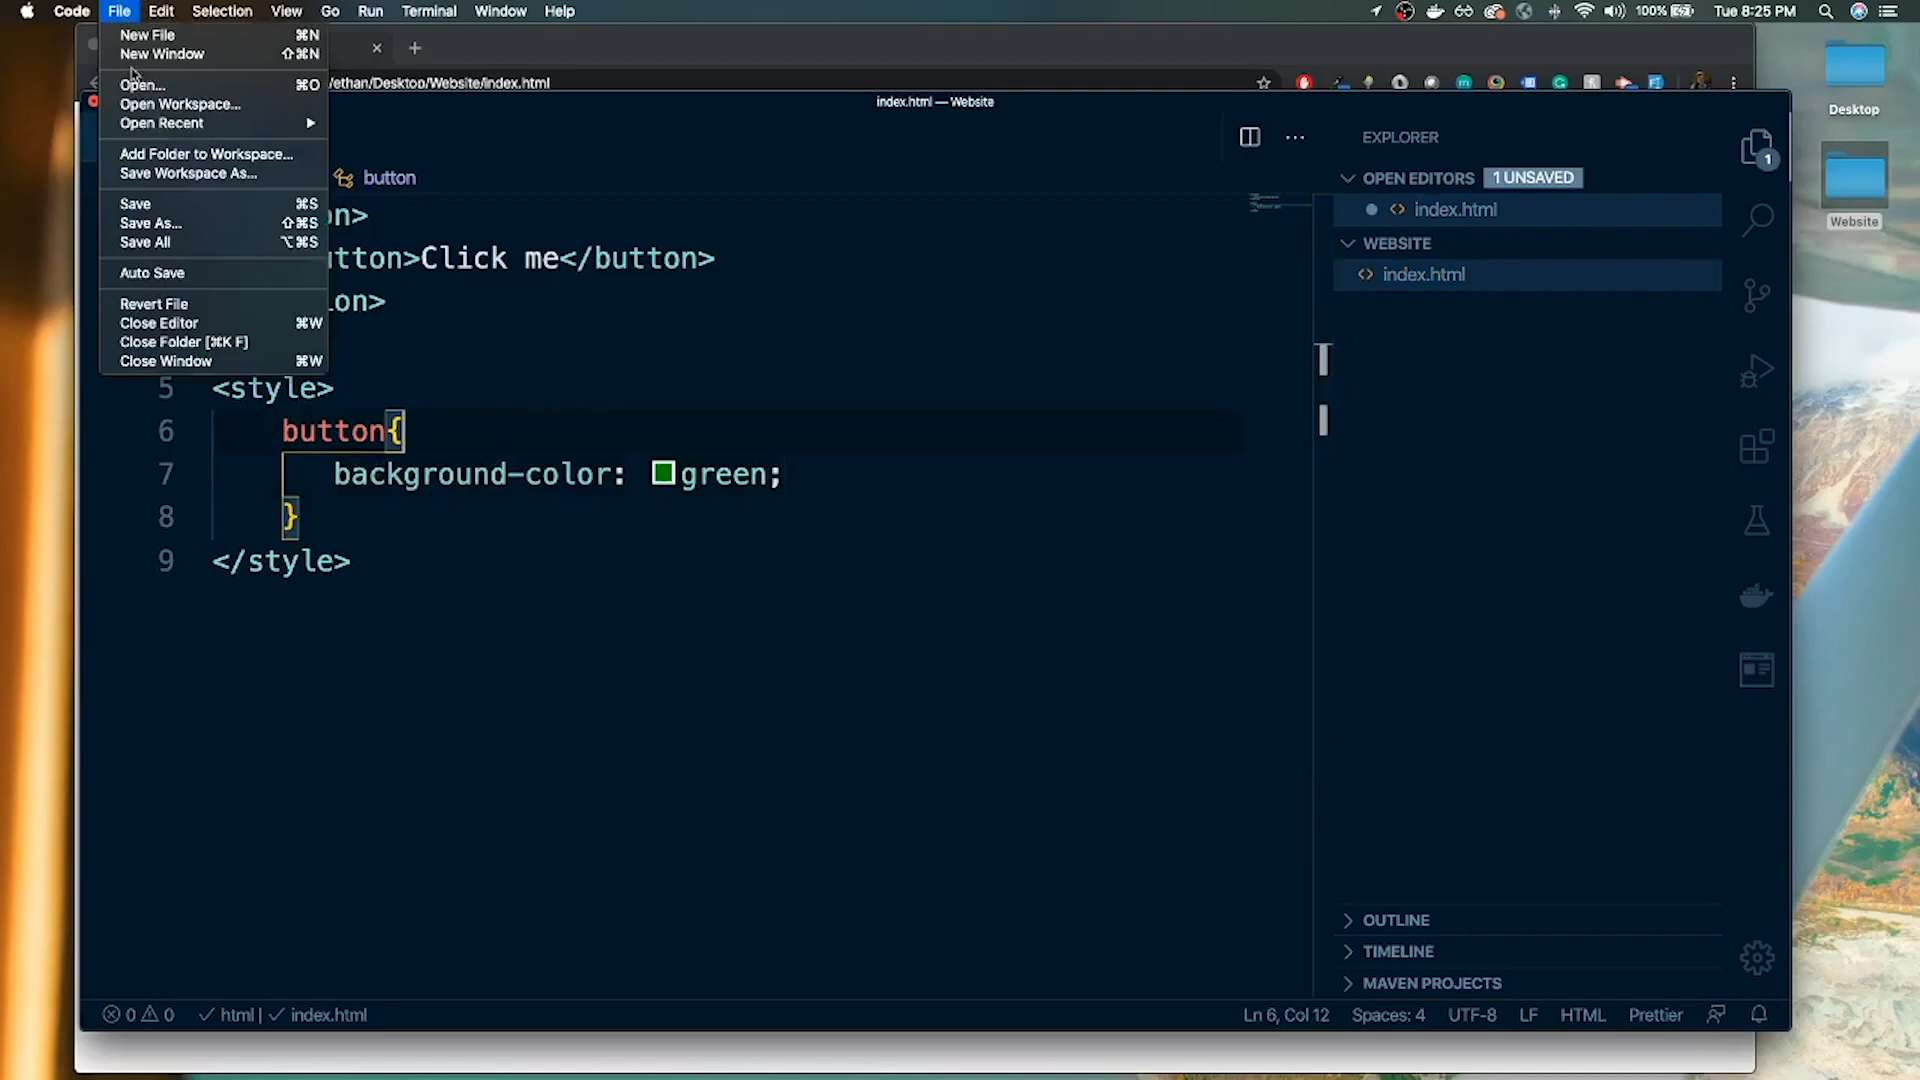 Code File Edit Selection View Go Run Terminal Window Help 100% Tue 8:25 PM
New File ⌘N
New Window ⇧⌘N
Open... ⌘O
Open Workspace...
Open Recent
Add Folder to Workspace...
Save Workspace As...
Save ⌘S
Save As... ⇧⌘S
Save All ⌥⌘S
Auto Save
Revert File
Close Editor ⌘W
Close Folder [⌘K F]
Close Window ⌘W
/ethan/Desktop/Website/index.html
index.html — Website
button
on>
utton>Click me</button>
ion>
5 <style>
6 button{
7 background-color: green;
8 }
9 </style>
EXPLORER
OPEN EDITORS 1 UNSAVED
<> index.html
WEBSITE
<> index.html
1
OUTLINE
TIMELINE
MAVEN PROJECTS
0 0 html | index.html
Ln 6, Col 12 Spaces: 4 UTF-8 LF HTML Prettier
Desktop
Website